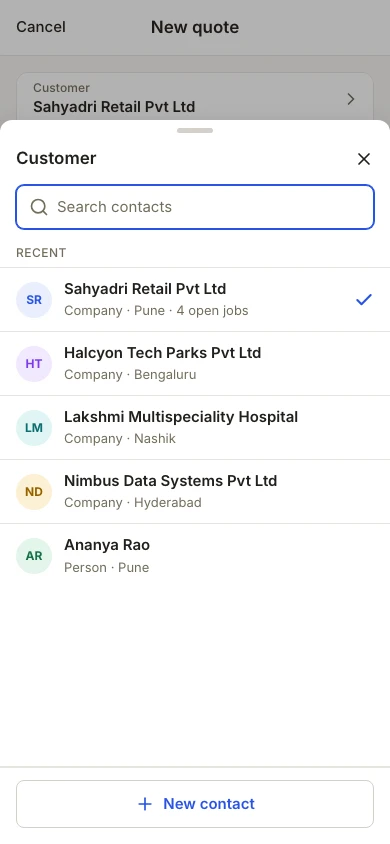 Cancel
New quote
Customer
Sahyadri Retail Pvt Ltd
Customer
Search contacts
RECENT
SR
Sahyadri Retail Pvt Ltd
Company · Pune · 4 open jobs
HT
Halcyon Tech Parks Pvt Ltd
Company · Bengaluru
LM
Lakshmi Multispeciality Hospital
Company · Nashik
ND
Nimbus Data Systems Pvt Ltd
Company · Hyderabad
AR
Ananya Rao
Person · Pune
New contact